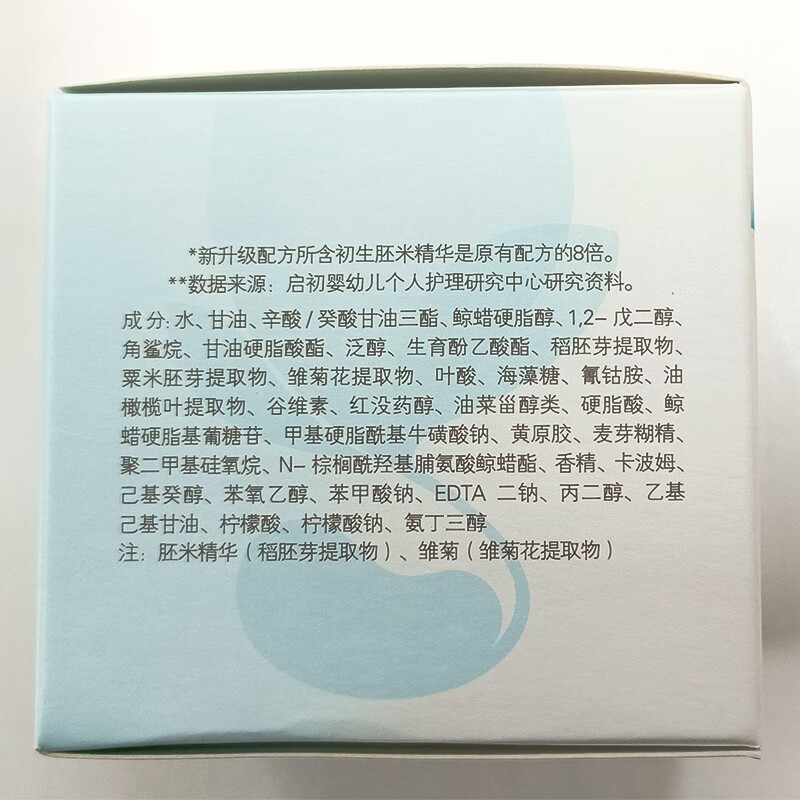 *新升级配方所含初生胚米精华是原有配方的8倍。
**数据来源：启初婴幼儿个人护理研究中心研究资料。
成分:水、甘油、辛酸/癸酸甘油三酯、鲸蜡硬脂醇、1,2-戊二醇、
角鲨烷、甘油硬脂酸酯、泛醇、生育酚乙酸酯、稻胚芽提取物、
粟米胚芽提取物、雏菊花提取物、叶酸、海藻糖、氰钴胺、油
橄榄叶提取物、谷维素、红没药醇、油菜甾醇类、硬脂酸、鲸
蜡硬脂基葡糖苷、甲基硬脂酰基牛磺酸钠、黄原胶、麦芽糊精、
聚二甲基硅氧烷、N-棕榈酰羟基脯氨酸鲸蜡酯、香精、卡波姆、
己基癸醇、苯氧乙醇、苯甲酸钠、EDTA 二钠、丙二醇、乙基
己基甘油、柠檬酸、柠檬酸钠、氨丁三醇
注：胚米精华（稻胚芽提取物）、雏菊（雏菊花提取物）